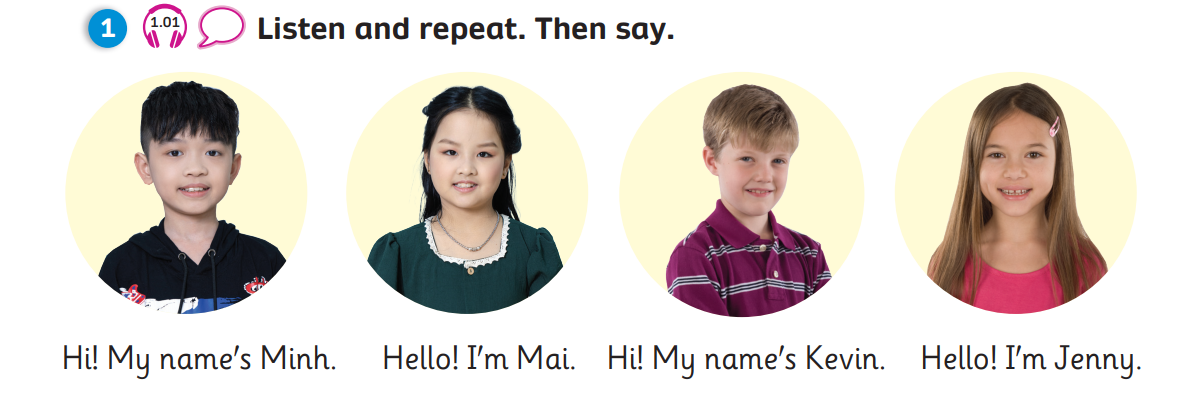 1 1.01 Listen and repeat. Then say.
Hi! My name's Minh. Hello! I'm Mai. Hi! My name's Kevin. Hello! I'm Jenny.